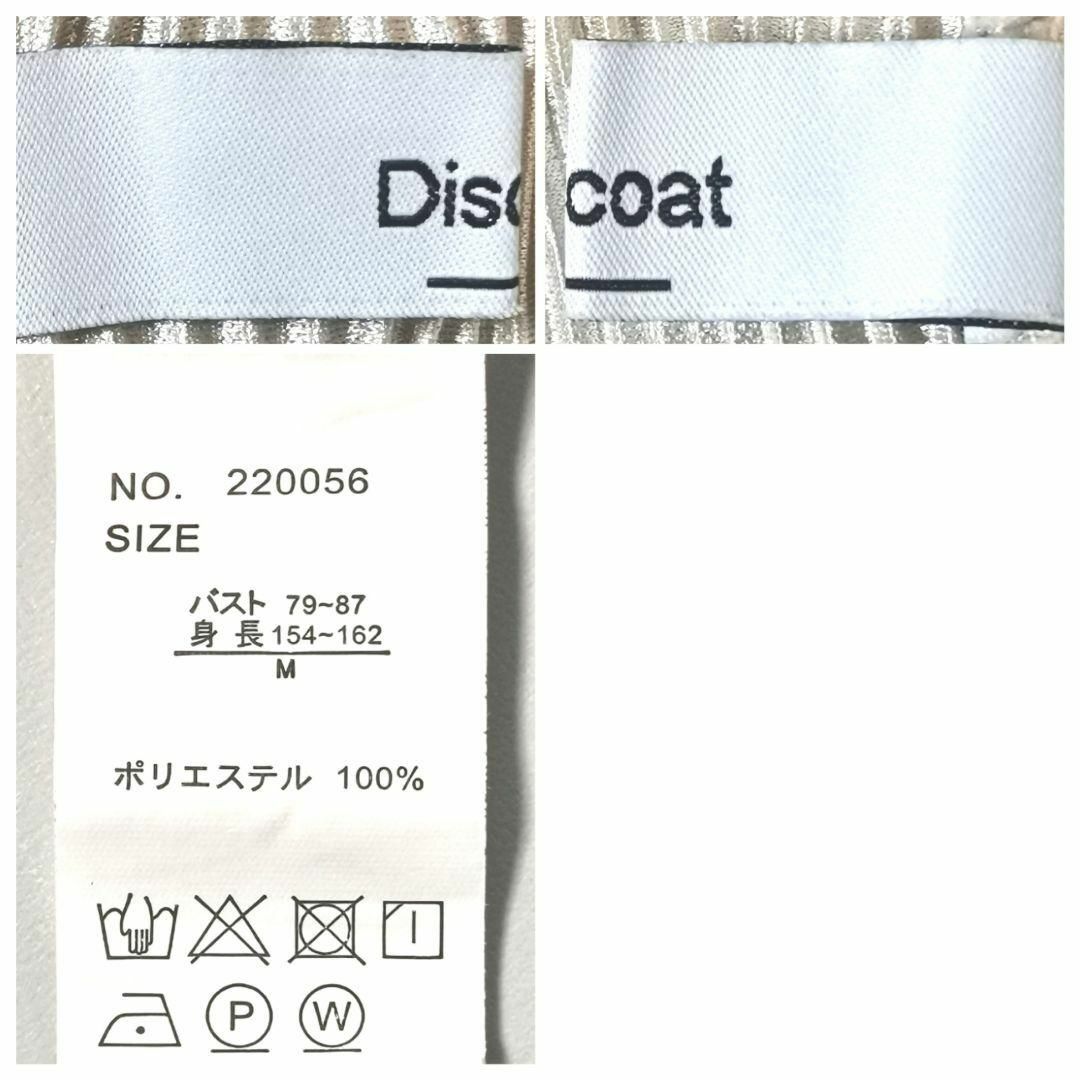 Disc
coat
NO. 220056
SIZE
バスト 79~87
身 長 154~162
M
ポリエステル 100%
P W